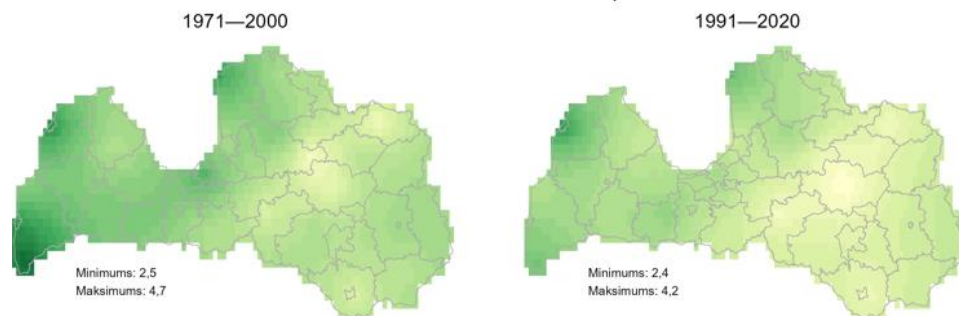 1971—2000
1991—2020
Minimums: 2,5
Maksimums: 4,7
Minimums: 2,4
Maksimums: 4,2